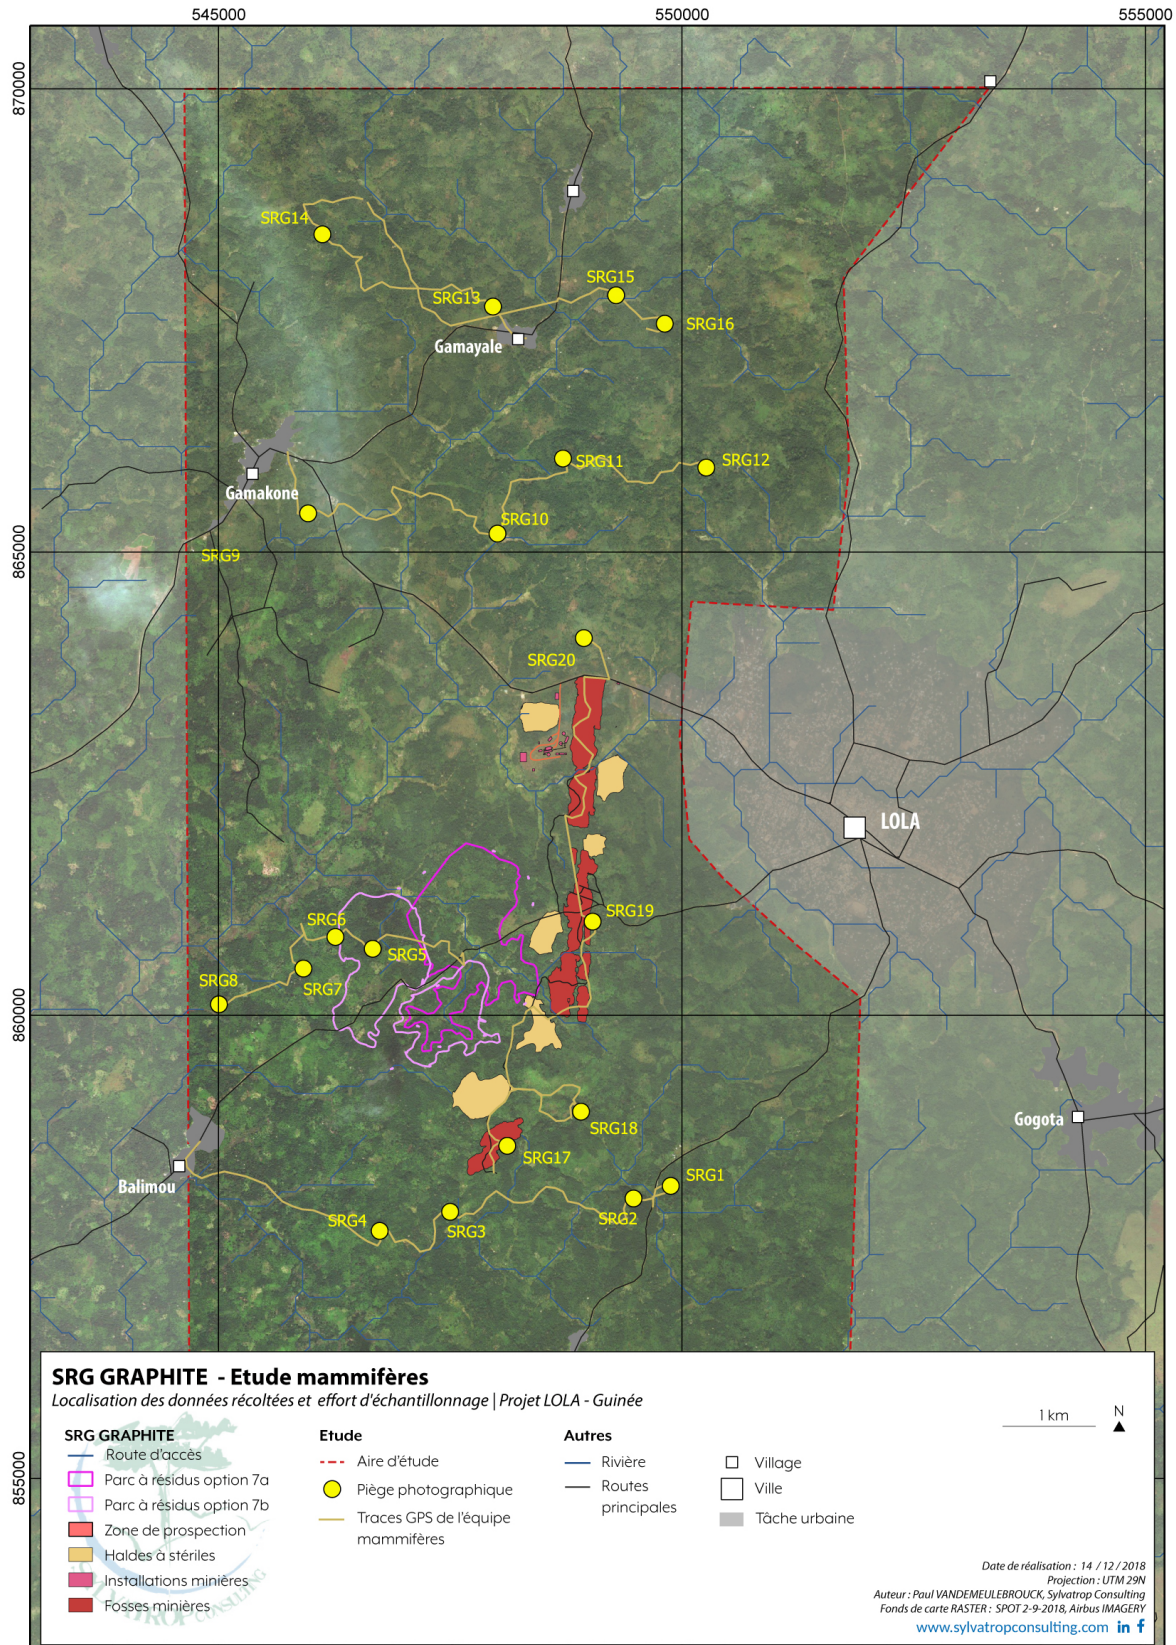 545000
550000
555000
870000
SRG14
SRG15
SRG13
SRG16
Gamayale
SRG11
SRG12
Gamakone
SRG10
865000
SRG9
SRG20
LOLA
SRG6
SRG19
SRG5
SRG8
SRG7
860000
Gogota
SRG18
SRG17
SRG1
Balimou
SRG4
SRG3
SRG2
SRG GRAPHITE - Etude mammifères
Localisation des données récoltées et effort d'échantillonnage | Projet LOLA - Guinée
1 km
N
855000
SRG GRAPHITE
Route d'accès
Parc à résidus option 7a
Parc à résidus option 7b
Zone de prospection
Haldes à stériles
Installations minières
Fosses minières
SYLVATROP CONSULTING
Etude
Aire d'étude
Piège photographique
Traces GPS de l'équipe
mammifères
Autres
Rivière
Routes
principales
Village
Ville
Tâche urbaine
Date de réalisation : 14 / 12 / 2018
Projection : UTM 29N
Auteur : Paul VANDEMEULEBROUCK, Sylvatrop Consulting
Fonds de carte RASTER : SPOT 2-9-2018, Airbus IMAGERY
www.sylvatropconsulting.com in f